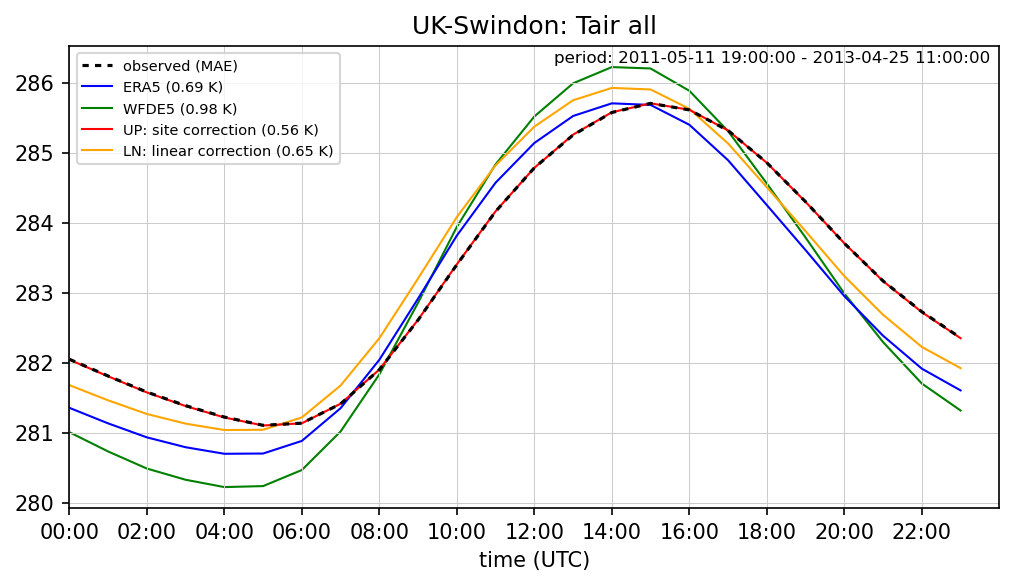 UK-Swindon: Tair all
period: 2011-05-11 19:00:00 - 2013-04-25 11:00:00
observed (MAE)
ERA5 (0.69 K)
WFDE5 (0.98 K)
UP: site correction (0.56 K)
LN: linear correction (0.65 K)
286
285
284
283
282
281
280
00:00 02:00 04:00 06:00 08:00 10:00 12:00 14:00 16:00 18:00 20:00 22:00
time (UTC)